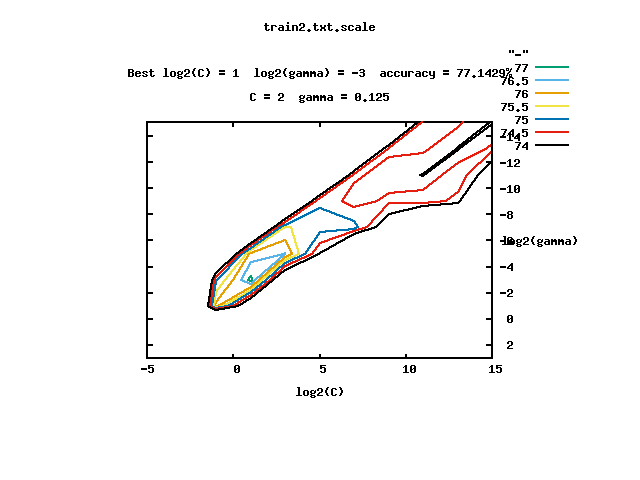 train2.txt.scale
"-"
Best log2(C) = 1  log2(gamma) = -3  accuracy = 77.1429%
77
76.5
76
C = 2  gamma = 0.125
75.5
75
74.5
74
-14
-12
-10
-8
-6
log2(gamma)
-4
-2
0
2
-5 0 5 10 15
log2(C)